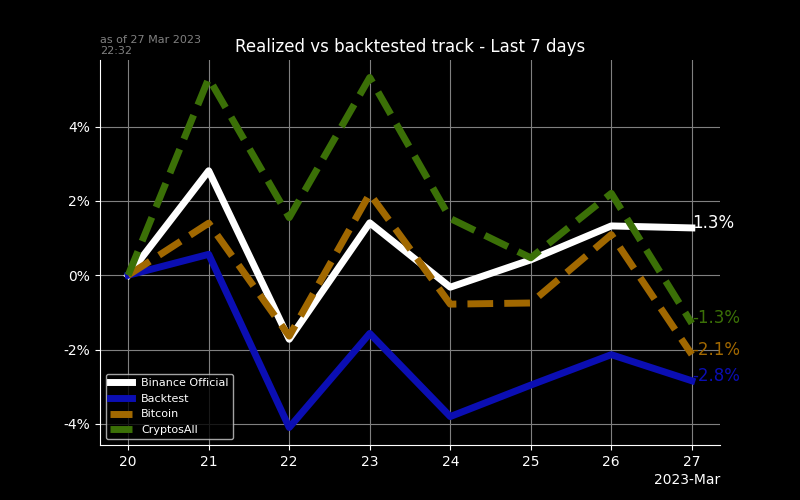 as of 27 Mar 2023
22:32
Realized vs backtested track - Last 7 days
4%
2%
0%
-2%
-4%
1.3%
-1.3%
-2.1%
-2.8%
Binance Official
Backtest
Bitcoin
CryptosAll
20 21 22 23 24 25 26 27
2023-Mar